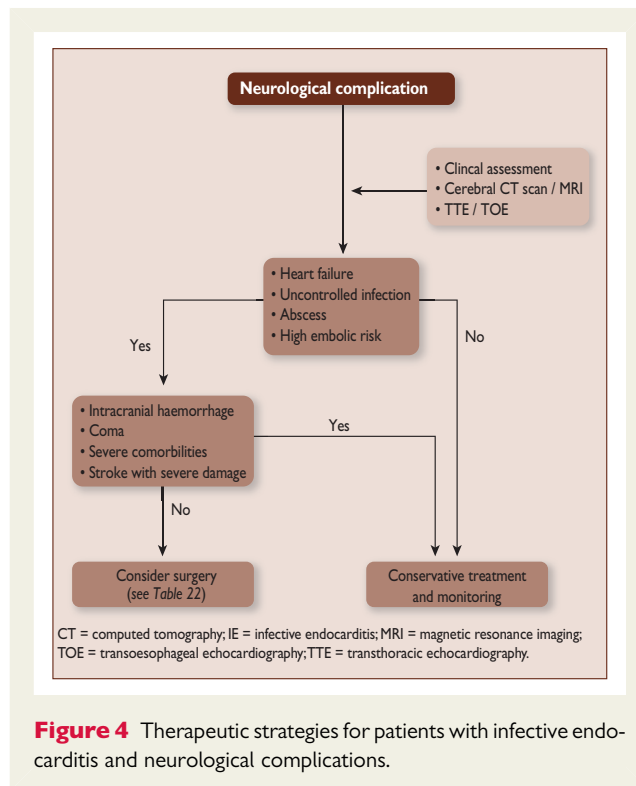 Neurological complication
• Clincal assessment
• Cerebral CT scan / MRI
• TTE / TOE
• Heart failure
• Uncontrolled infection
• Abscess
• High embolic risk
Yes
No
• Intracranial haemorrhage
• Coma
• Severe comorbilities
• Stroke with severe damage
Yes
No
Consider surgery
(see Table 22)
Conservative treatment
and monitoring
CT = computed tomography; IE = infective endocarditis; MRI = magnetic resonance imaging;
TOE = transoesophageal echocardiography; TTE = transthoracic echocardiography.
Figure 4 Therapeutic strategies for patients with infective endo-
carditis and neurological complications.